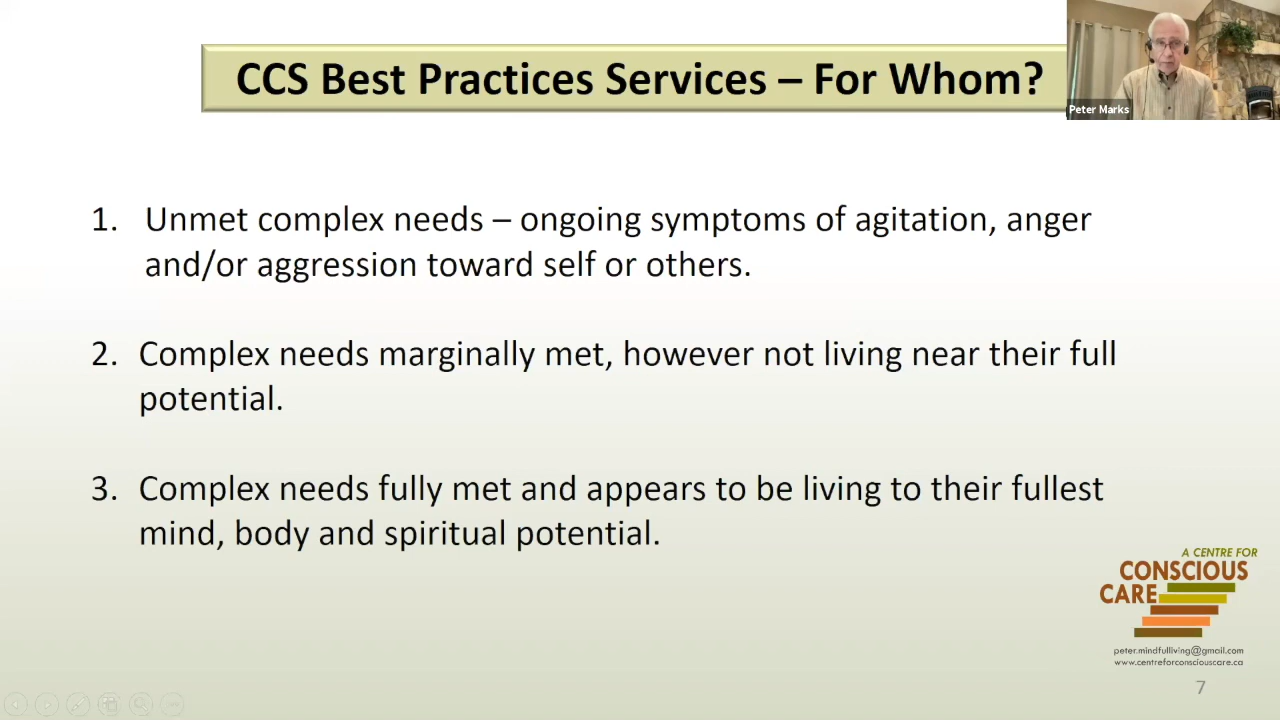 CCS Best Practices Services – For Whom?
Peter Marks
1. Unmet complex needs – ongoing symptoms of agitation, anger
and/or aggression toward self or others.
2. Complex needs marginally met, however not living near their full
potential.
3. Complex needs fully met and appears to be living to their fullest
mind, body and spiritual potential.
A CENTRE FOR
CONSCIOUS
CARE
peter.mindfulliving@gmail.com
www.centreforconsciouscare.ca
7